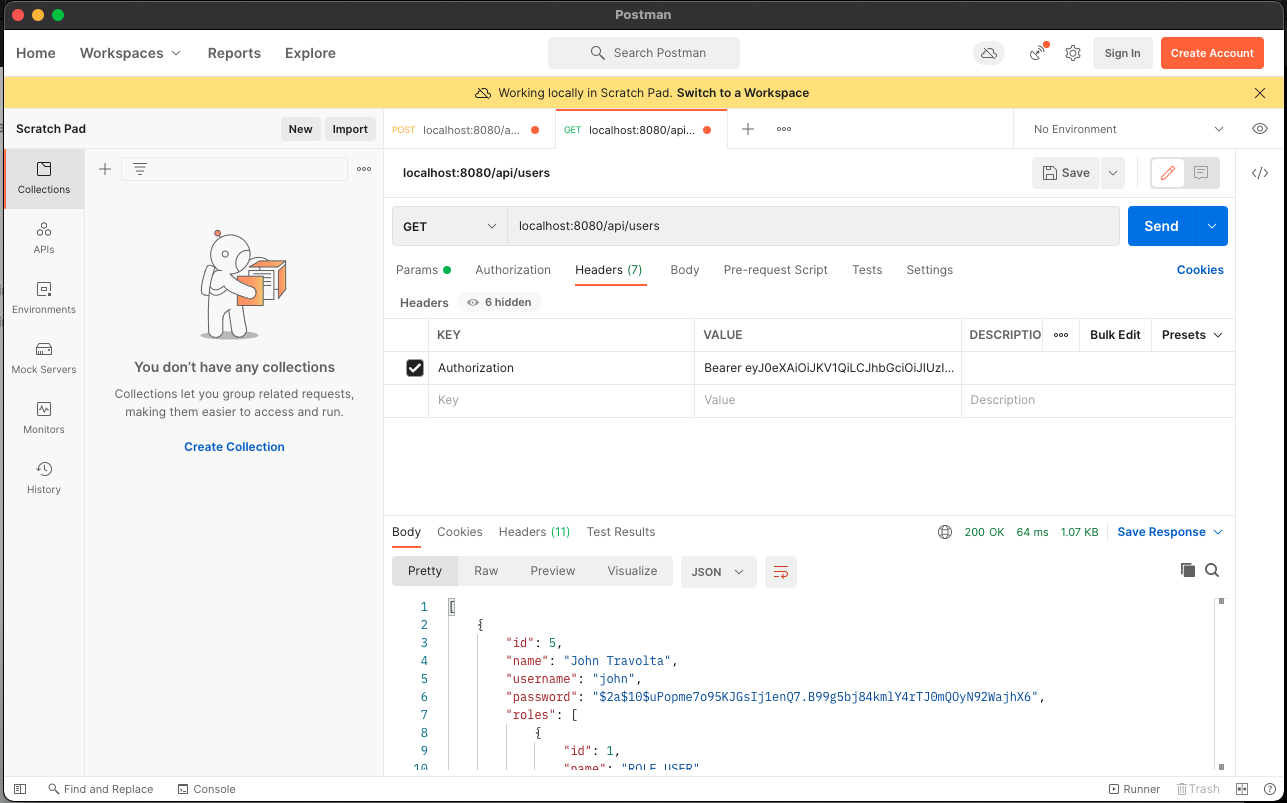 Postman
Home Workspaces Reports Explore Search Postman Sign In Create Account
Working locally in Scratch Pad. Switch to a Workspace
Scratch Pad New Import POST localhost:8080/a... GET localhost:8080/api... No Environment
Collections
localhost:8080/api/users Save
APIs
GET localhost:8080/api/users Send
Params Authorization Headers (7) Body Pre-request Script Tests Settings Cookies
Environments
Headers 6 hidden
KEY VALUE DESCRIPTIO Bulk Edit Presets
Mock Servers
You don't have any collections
Authorization Bearer eyJ0eXAiOiJKV1QiLCJhbGciOiJIUzI...
Collections let you group related requests,
Key Value Description
making them easier to access and run.
Monitors
Create Collection
History
Body Cookies Headers (11) Test Results 200 OK 64 ms 1.07 KB Save Response
Pretty Raw Preview Visualize JSON
1 [
2 {
3 "id": 5,
4 "name": "John Travolta",
5 "username": "john",
6 "password": "$2a$10$uPopme7o95KJGsIj1enQ7.B99g5bj84kmlY4rTJ0mQOyN92WajhX6",
7 "roles": [
8 {
9 "id": 1,
10 "name": "ROLE_USER"
Find and Replace Console Runner Trash